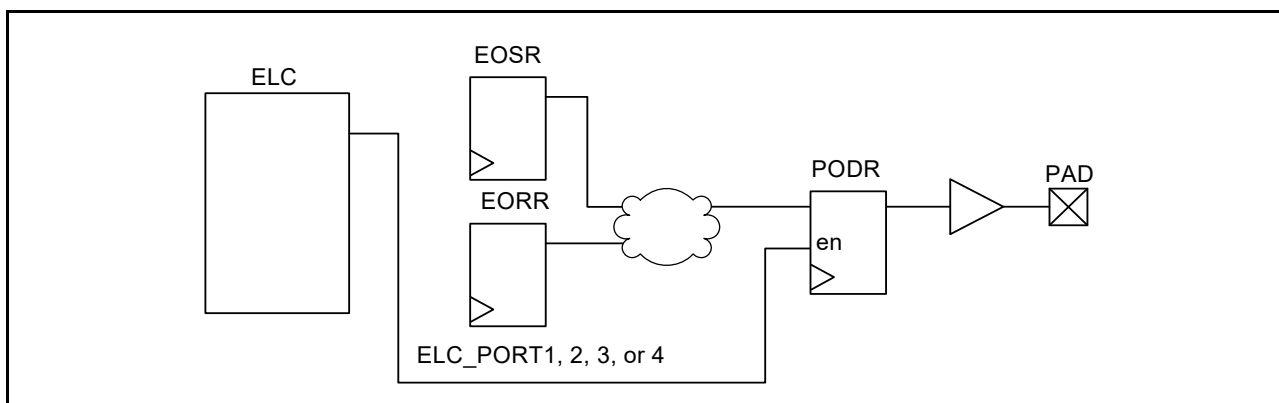 EOSR
ELC
EORR
PODR
PAD
en
ELC_PORT1, 2, 3, or 4